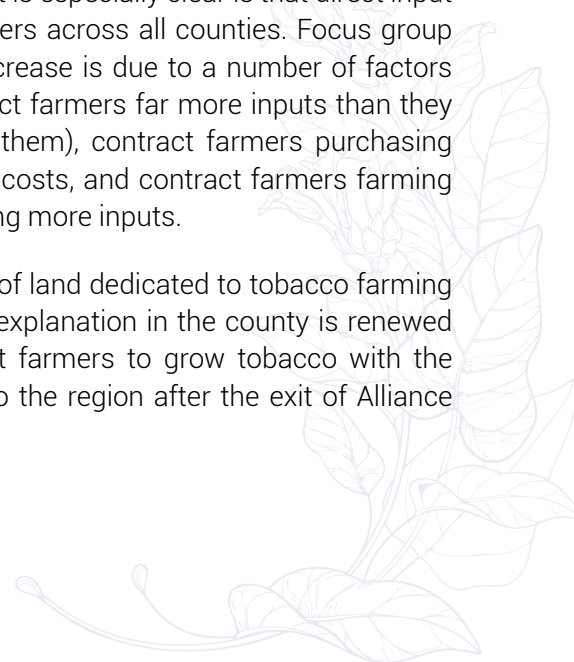 t is especially clear is that direct input
ers across all counties. Focus group
crease is due to a number of factors
ct farmers far more inputs than they
them), contract farmers purchasing
costs, and contract farmers farming
ng more inputs.
of land dedicated to tobacco farming
explanation in the county is renewed
t farmers to grow tobacco with the
o the region after the exit of Alliance